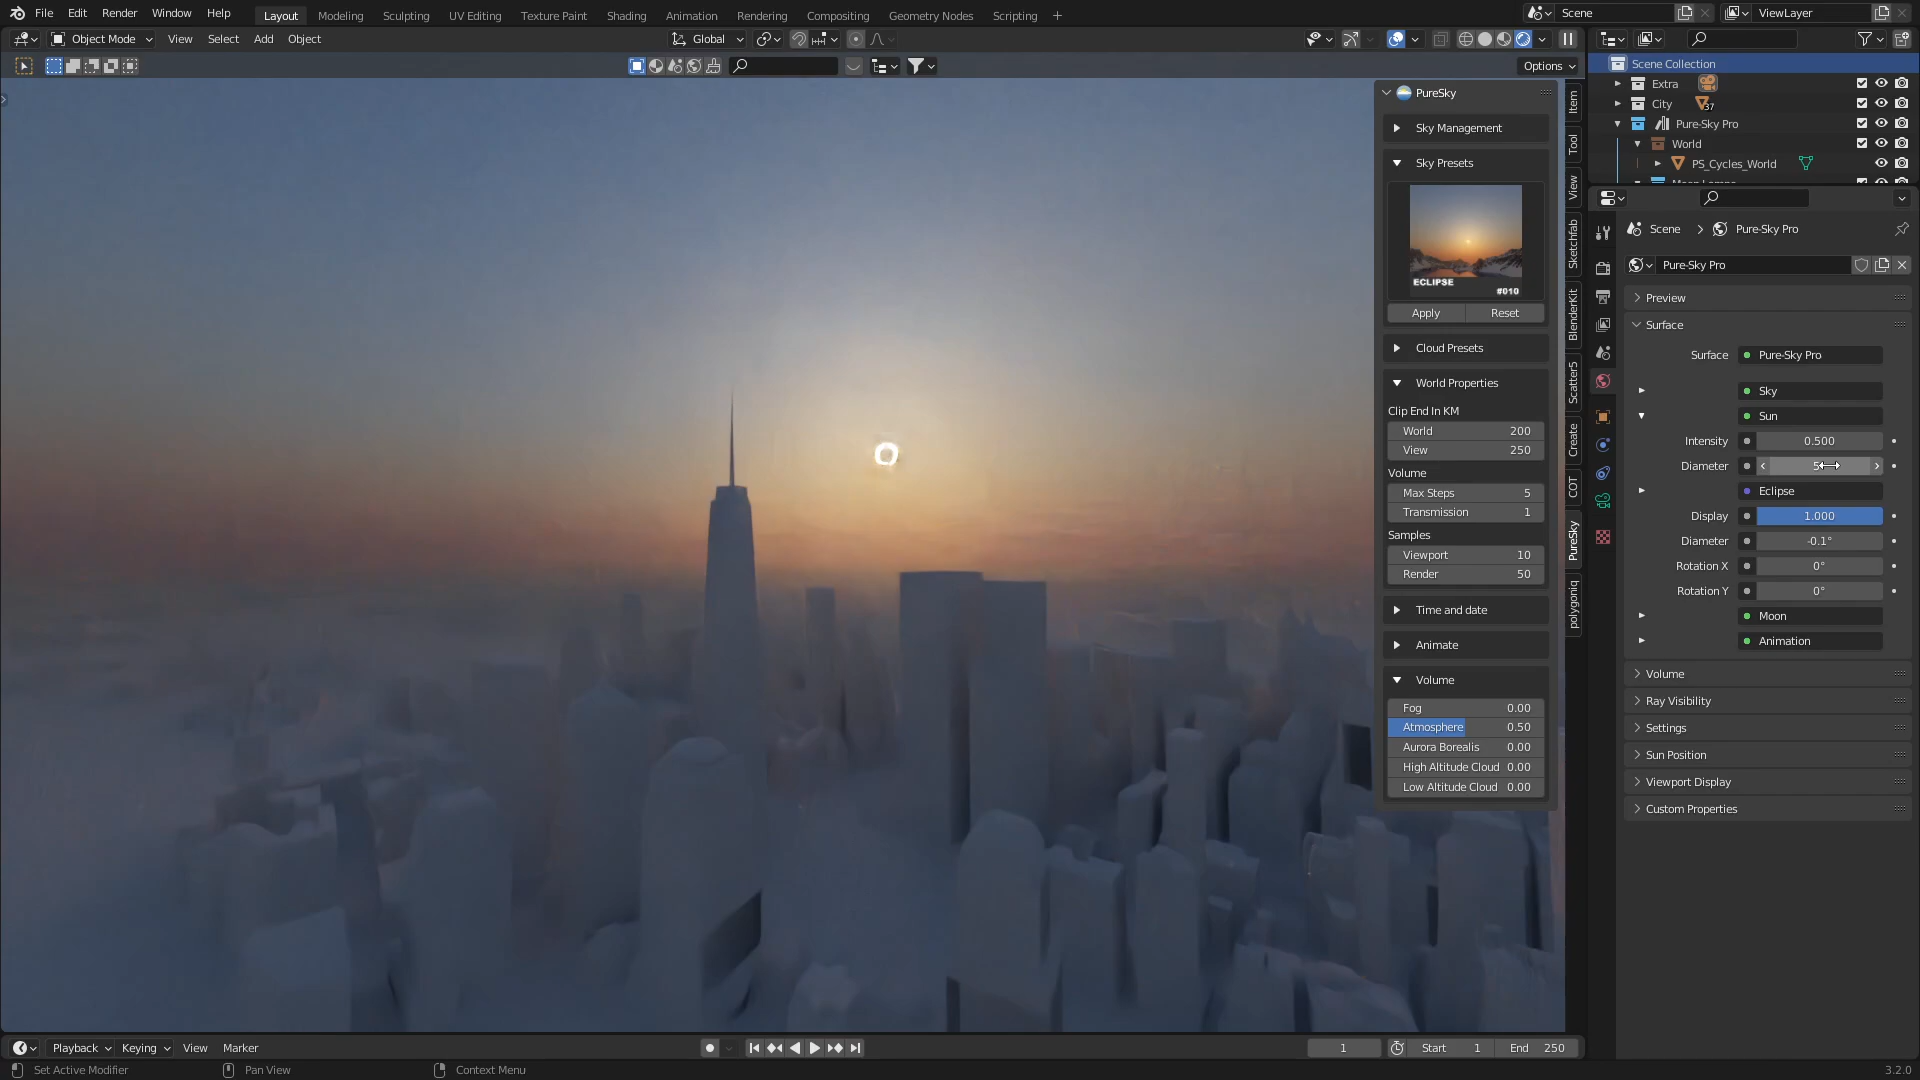 File Edit Render Window Help Layout Modeling Sculpting UV Editing Texture Paint Shading Animation Rendering Compositing Geometry Nodes Scripting + Scene ViewLayer
Object Mode View Select Add Object Global
Options
PureSky
Sky Management
Sky Presets
ECLIPSE
#010
Apply Reset
Cloud Presets
World Properties
Clip End In KM
World 200
View 250
Volume
Max Steps 5
Transmission 1
Samples
Viewport 10
Render 50
Time and date
Animate
Volume
Fog 0.00
Atmosphere 0.50
Aurora Borealis 0.00
High Altitude Cloud 0.00
Low Altitude Cloud 0.00
Item
Tool
View
Sketchfab
BlenderKit
Scatter5
Create
COT
PureSky
polygoniq
Scene Collection
Extra
City 37
Pure-Sky Pro
World
PS_Cycles_World
Scene > Pure-Sky Pro
Pure-Sky Pro
Preview
Surface
Surface Pure-Sky Pro
Sky
Sun
Intensity 0.500
Diameter
Eclipse
Display 1.000
Diameter -0.1°
Rotation X 0°
Rotation Y 0°
Moon
Animation
Volume
Ray Visibility
Settings
Sun Position
Viewport Display
Custom Properties
Playback Keying View Marker 1 Start 1 End 250
Set Active Modifier Pan View Context Menu 3.2.0